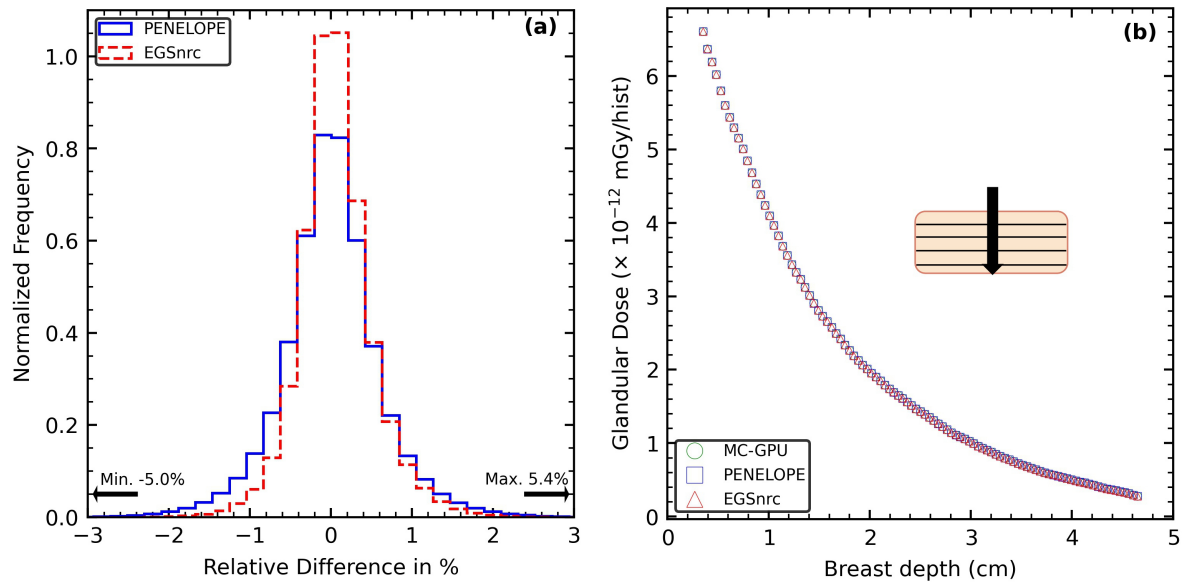 (a)
PENELOPE
EGSnrc
Normalized Frequency
1.0
0.8
0.6
0.4
0.2
0.0
Min. -5.0%
Max. 5.4%
−3
−2
−1
0
1
2
3
Relative Difference in %
(b)
Glandular Dose (× 10⁻¹² mGy/hist)
6
5
4
3
2
1
0
MC-GPU
PENELOPE
EGSnrc
0
1
2
3
4
5
Breast depth (cm)